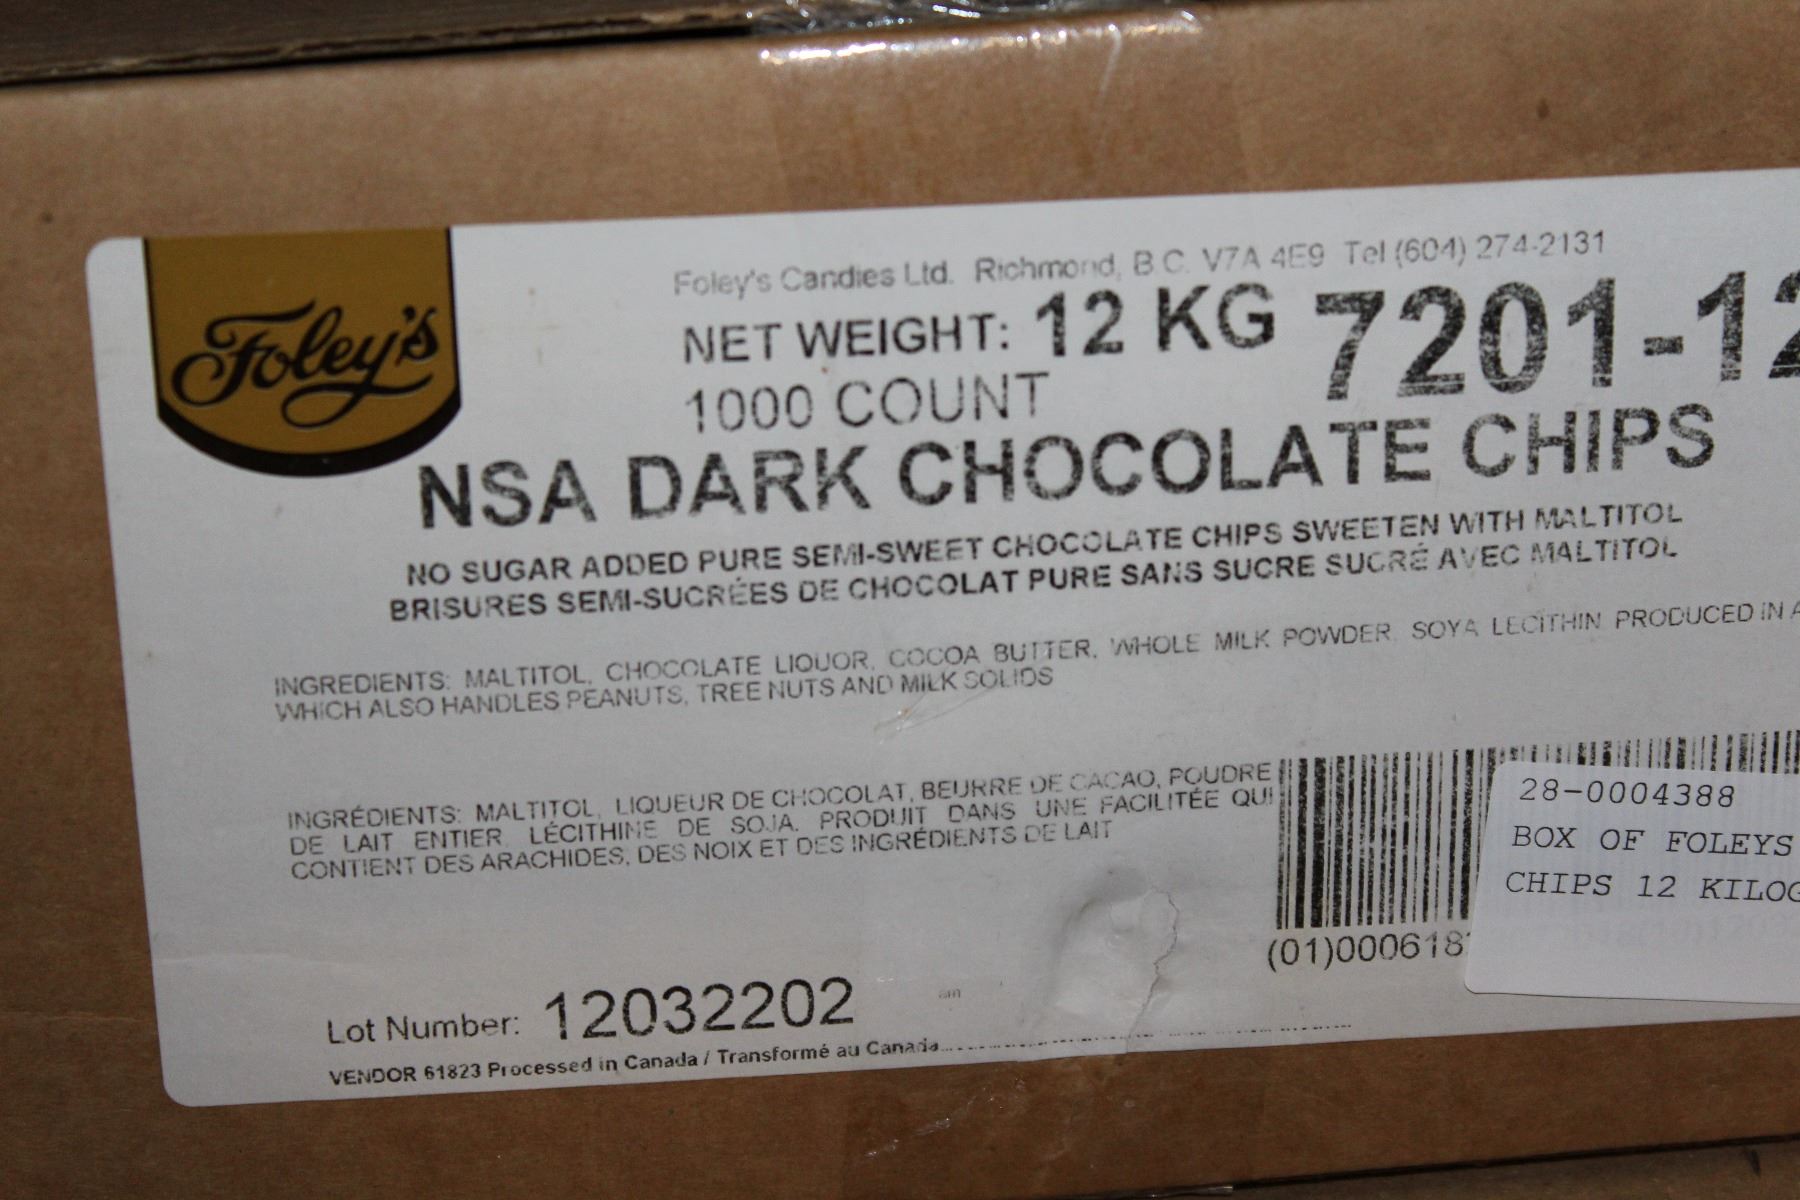 Foley's
Foley's Candies Ltd. Richmond, B.C. V7A 4E9 Tel (604) 274-2131
NET WEIGHT: 12 KG 7201-12
1000 COUNT
NSA DARK CHOCOLATE CHIPS
NO SUGAR ADDED PURE SEMI-SWEET CHOCOLATE CHIPS SWEETEN WITH MALTITOL
BRISURES SEMI-SUCRÉES DE CHOCOLAT PURE SANS SUCRE SUCRÉ AVEC MALTITOL
INGREDIENTS: MALTITOL, CHOCOLATE LIQUOR, COCOA BUTTER, WHOLE MILK POWDER, SOYA LECITHIN PRODUCED IN A
WHICH ALSO HANDLES PEANUTS, TREE NUTS AND MILK SOLIDS
INGRÉDIENTS: MALTITOL, LIQUEUR DE CHOCOLAT, BEURRE DE CACAO, POUDRE
DE LAIT ENTIER, LÉCITHINE DE SOJA. PRODUIT DANS UNE FACILITÉE QUI
CONTIENT DES ARACHIDES, DES NOIX ET DES INGRÉDIENTS DE LAIT
(01)000618
28-0004388
BOX OF FOLEYS
CHIPS 12 KILOG
Lot Number: 12032202
am
VENDOR 61823 Processed in Canada / Transformé au Canada